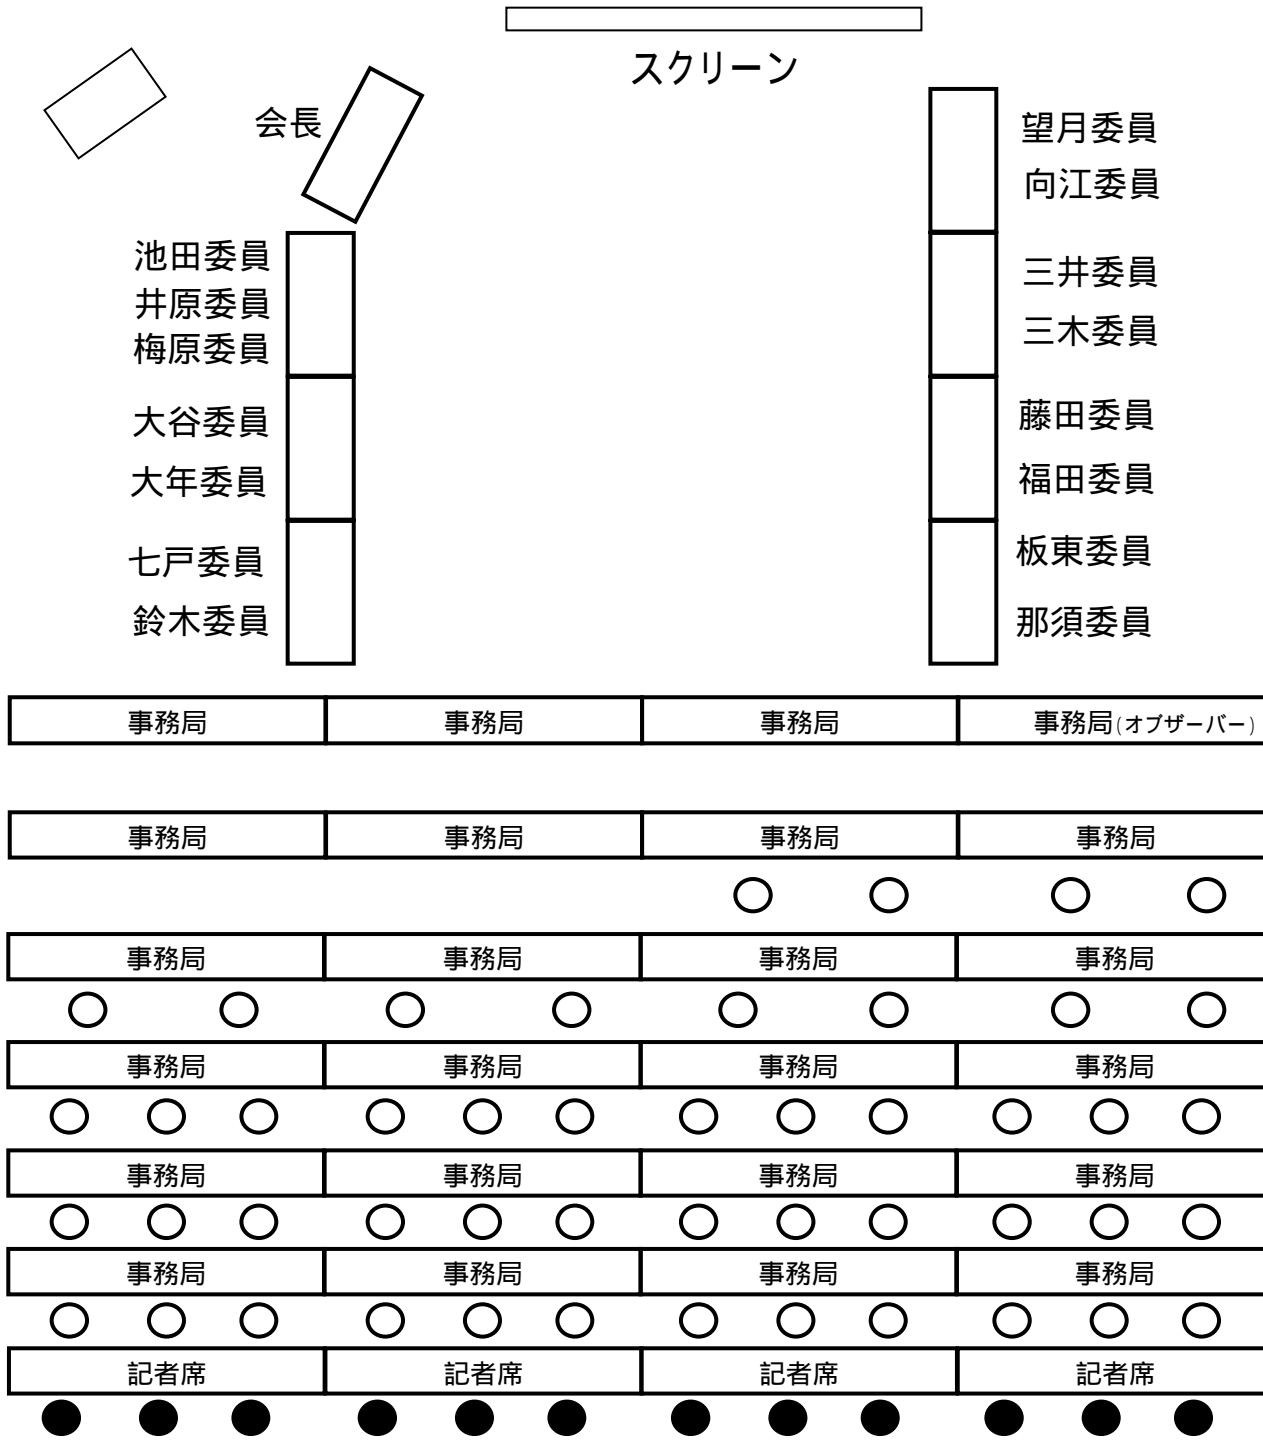 スクリーン
会長
池田委員
井原委員
梅原委員
大谷委員
大年委員
七戸委員
鈴木委員
望月委員
向江委員
三井委員
三木委員
藤田委員
福田委員
板東委員
那須委員
事務局 事務局 事務局 事務局(オブザーバー)
事務局 事務局 事務局 事務局
事務局 事務局 事務局 事務局
事務局 事務局 事務局 事務局
事務局 事務局 事務局 事務局
事務局 事務局 事務局 事務局
記者席 記者席 記者席 記者席